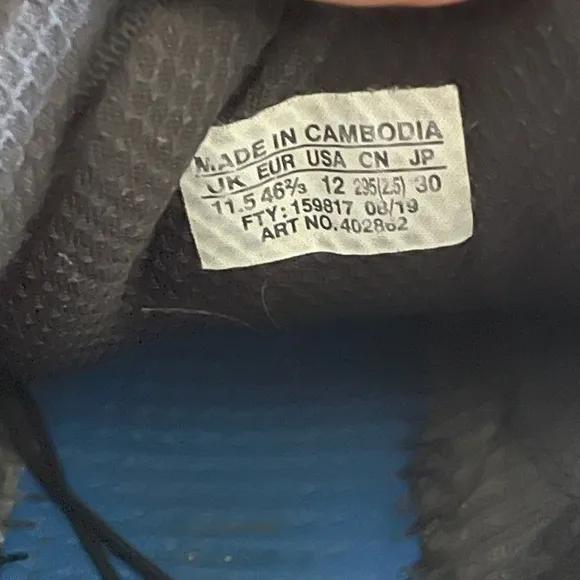 MADE IN CAMBODIA
UK EUR USA CN JP
11.5 46⅔ 12 295(2.5) 30
FTY: 159817 08/19
ART NO.